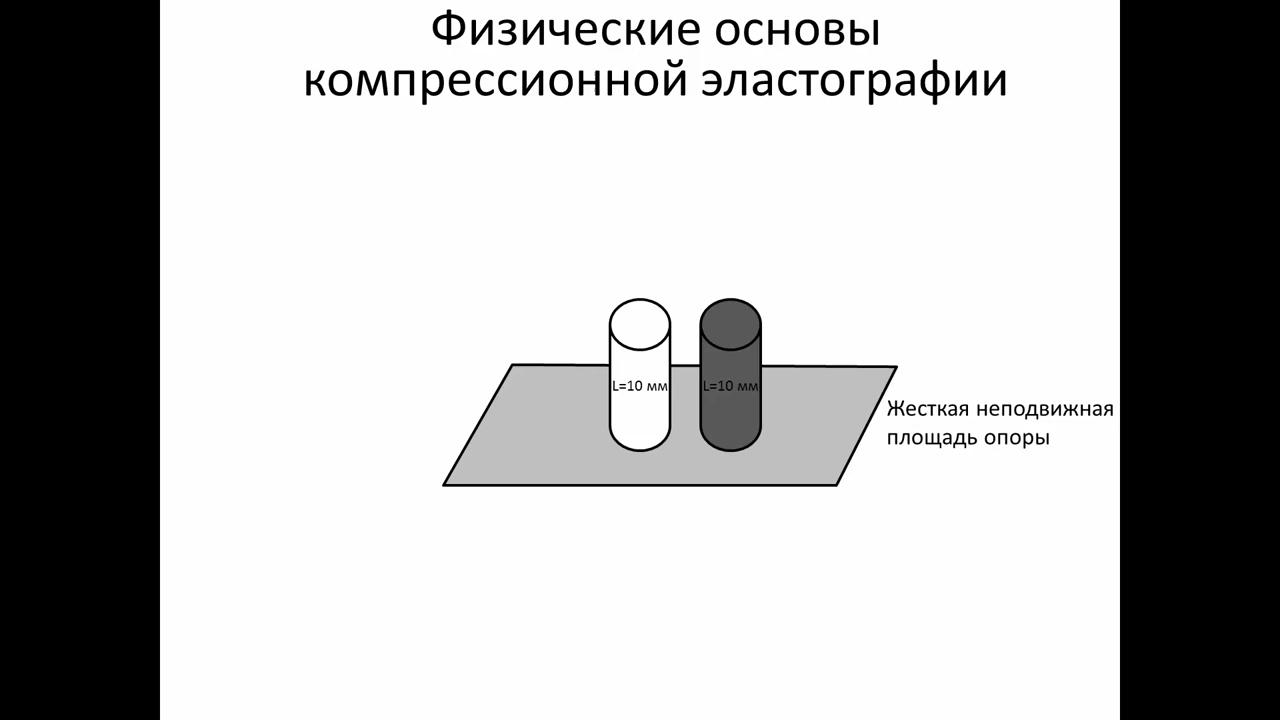 Физические основы
компрессионной эластографии
L=10 мм
L=10 мм
Жесткая неподвижная
площадь опоры